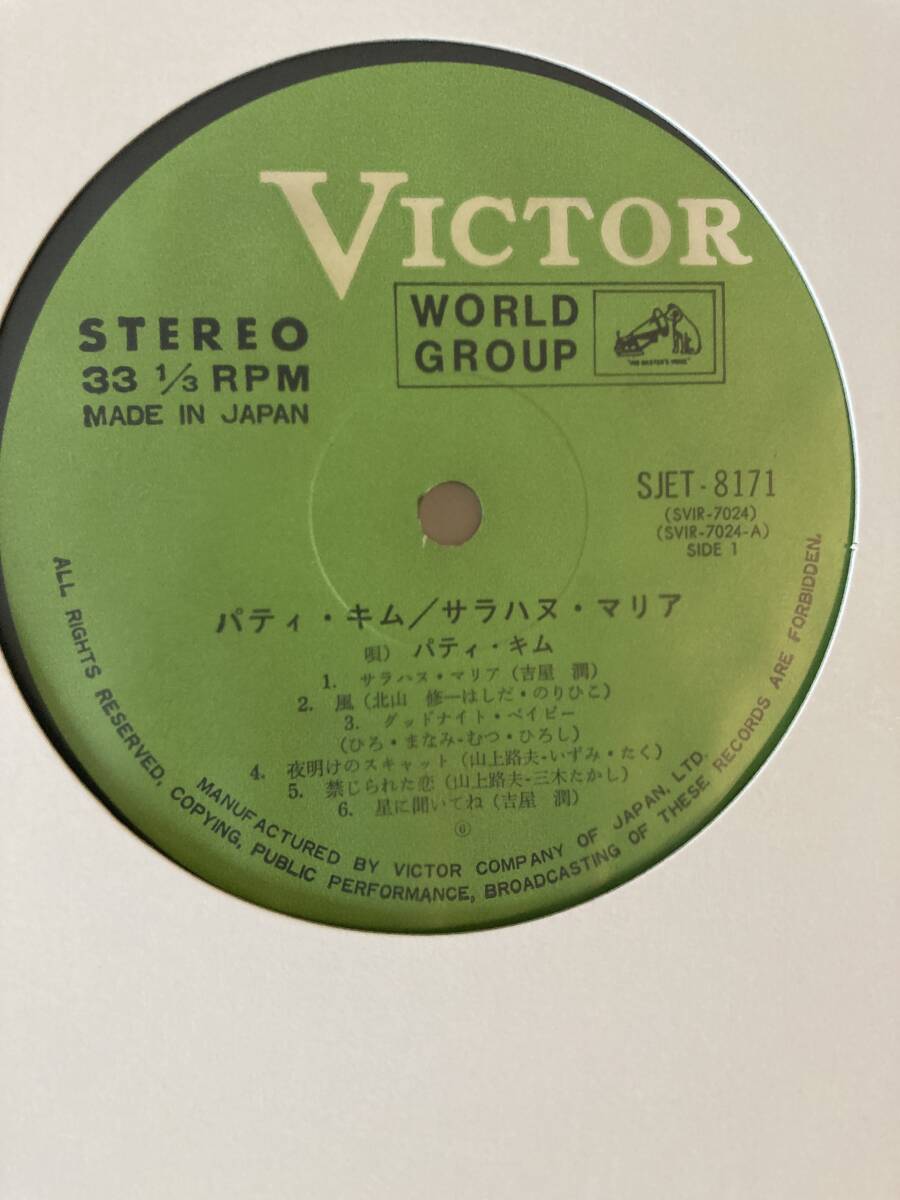 VICTOR
WORLD
GROUP
"HIS MASTER'S VOICE"
STEREO
33 1/3 RPM
MADE IN JAPAN
SJET-8171
(SVIR-7024)
(SVIR-7024-A)
SIDE 1
パティ・キム/サラハヌ・マリア
唄) パティ・キム
1. サラハヌ・マリア(吉屋 潤)
2. 風(北山 修ーはしだ・のりひこ)
3. グッドナイト・ベイビー
(ひろ・まなみ-むつ・ひろし)
4. 夜明けのスキャット(山上路夫-いずみ・たく)
5. 禁じられた恋(山上路夫-三木たかし)
6. 星に聞いてね(吉屋 潤)
⑥
MANUFACTURED BY VICTOR COMPANY OF JAPAN, LTD.
ALL RIGHTS RESERVED, COPYING, PUBLIC PERFORMANCE, BROADCASTING OF THESE RECORDS ARE FORBIDDEN.